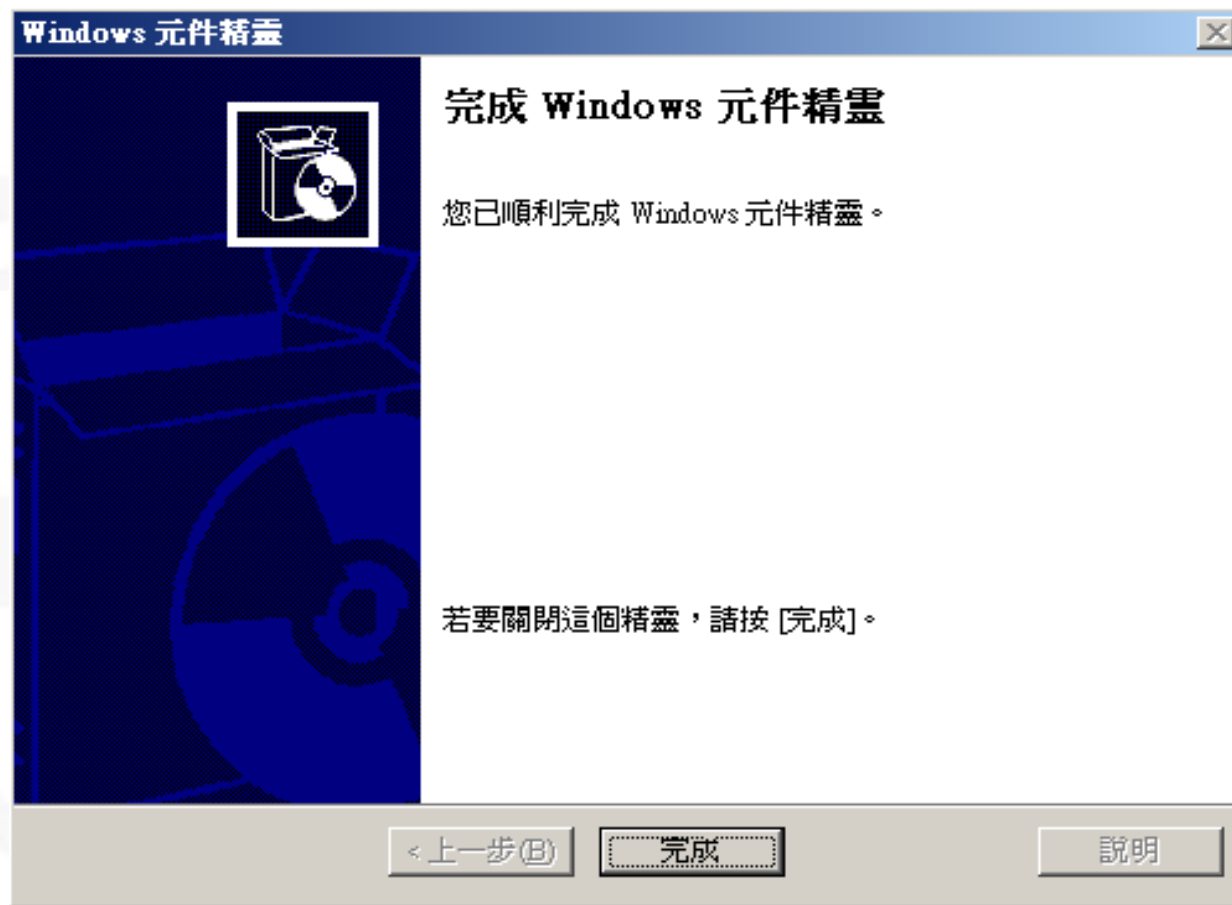 Windows 元件精靈
完成 Windows 元件精靈
您已順利完成 Windows 元件精靈。
若要關閉這個精靈，請按 [完成]。
< 上一步(B)
完成
說明